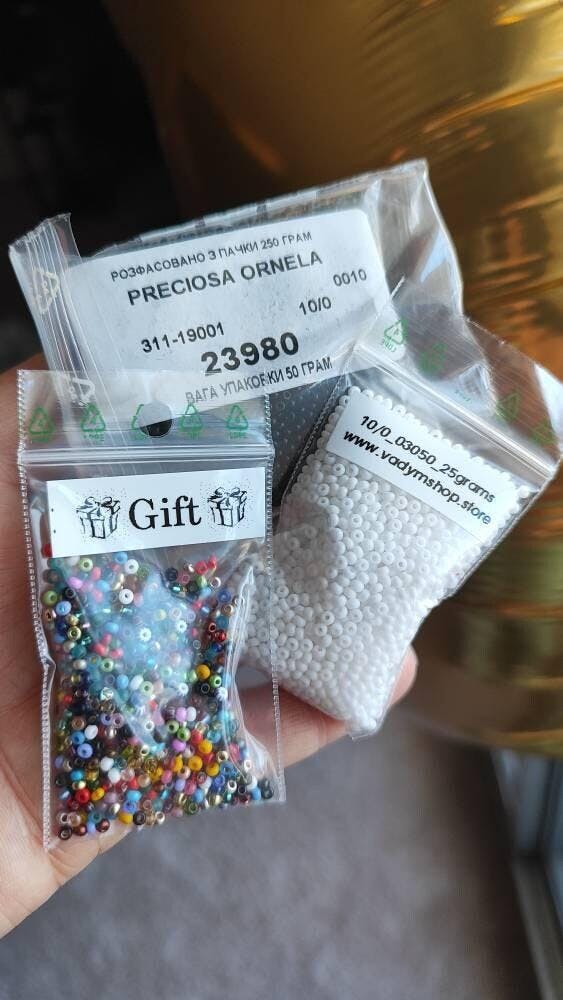 РОЗФАСОВАНО З ПАЧКИ 250 ГРАМ
PRECIOSA ORNELA
0010
311-19001
10/0
23980
ВАГА УПАКОВКИ 50 ГРАМ
10/0_03050_25grams
www.vadymshop.store
Gift